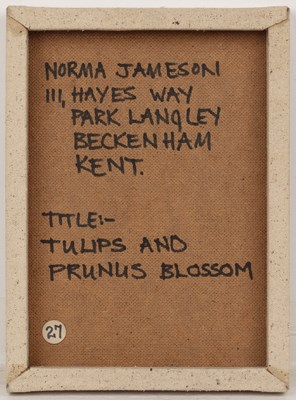 NORMA JAMESON
111, HAYES WAY
PARK LANGLEY
BECKENHAM
KENT.
TITLE:-
TULIPS AND
PRUNUS BLOSSOM
27